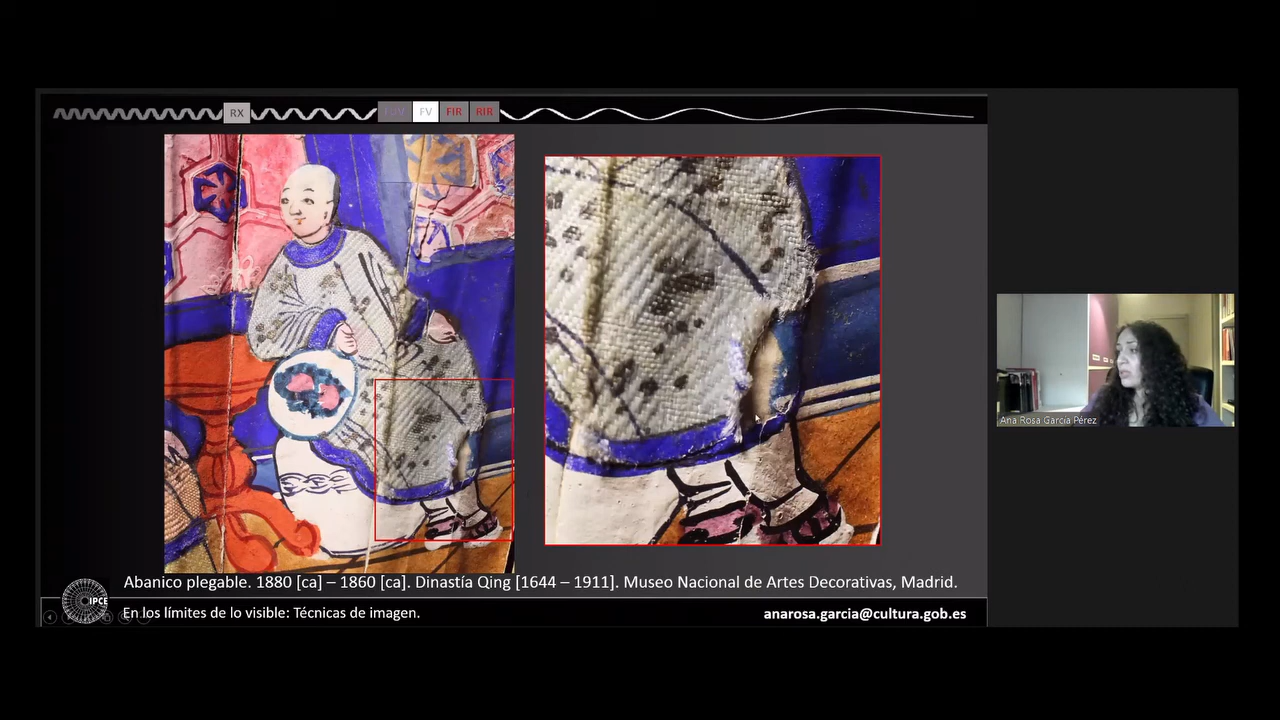 RX
FV
FIR
RIR
Ana Rosa García Pérez
Abanico plegable. 1880 [ca] – 1860 [ca]. Dinastía Qing [1644 – 1911]. Museo Nacional de Artes Decorativas, Madrid.
IPCE
En los límites de lo visible: Técnicas de imagen.
anarosa.garcia@cultura.gob.es